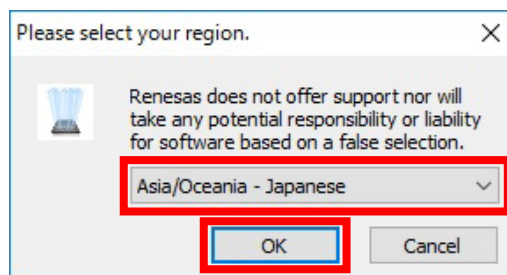 Please select your region.
Renesas does not offer support nor will
take any potential responsibility or liability
for software based on a false selection.
Asia/Oceania - Japanese
OK
Cancel